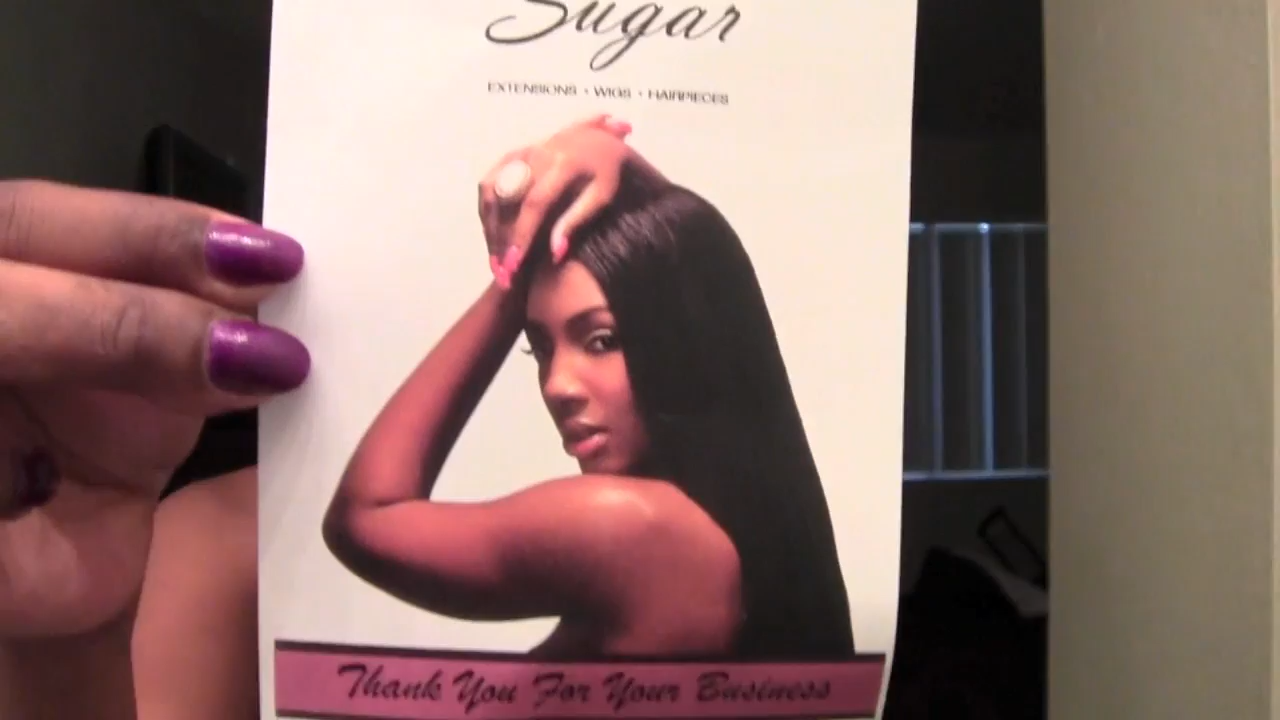 Sugar
EXTENSIONS • WIGS • HAIRPIECES
Thank You For Your Business